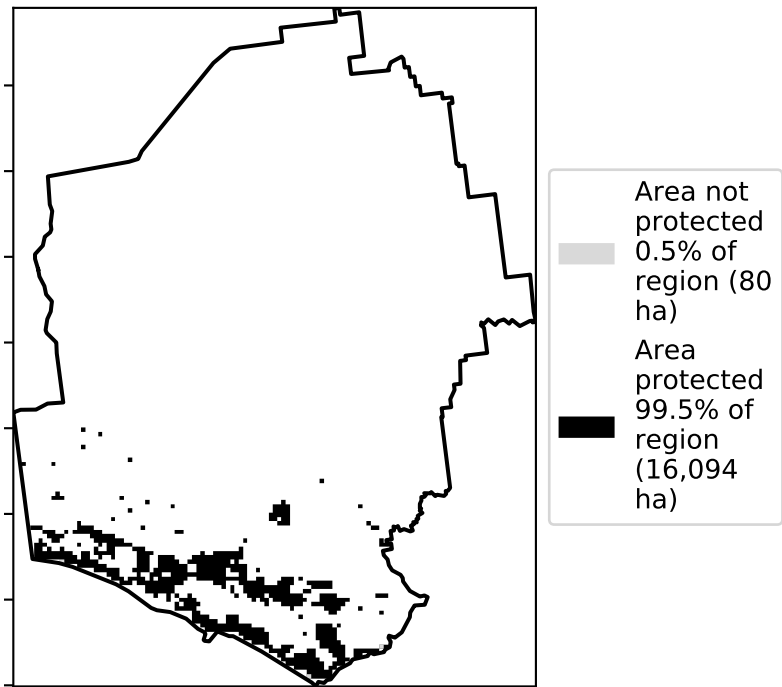 Area not
protected
0.5% of
region (80
ha)
Area
protected
99.5% of
region
(16,094
ha)